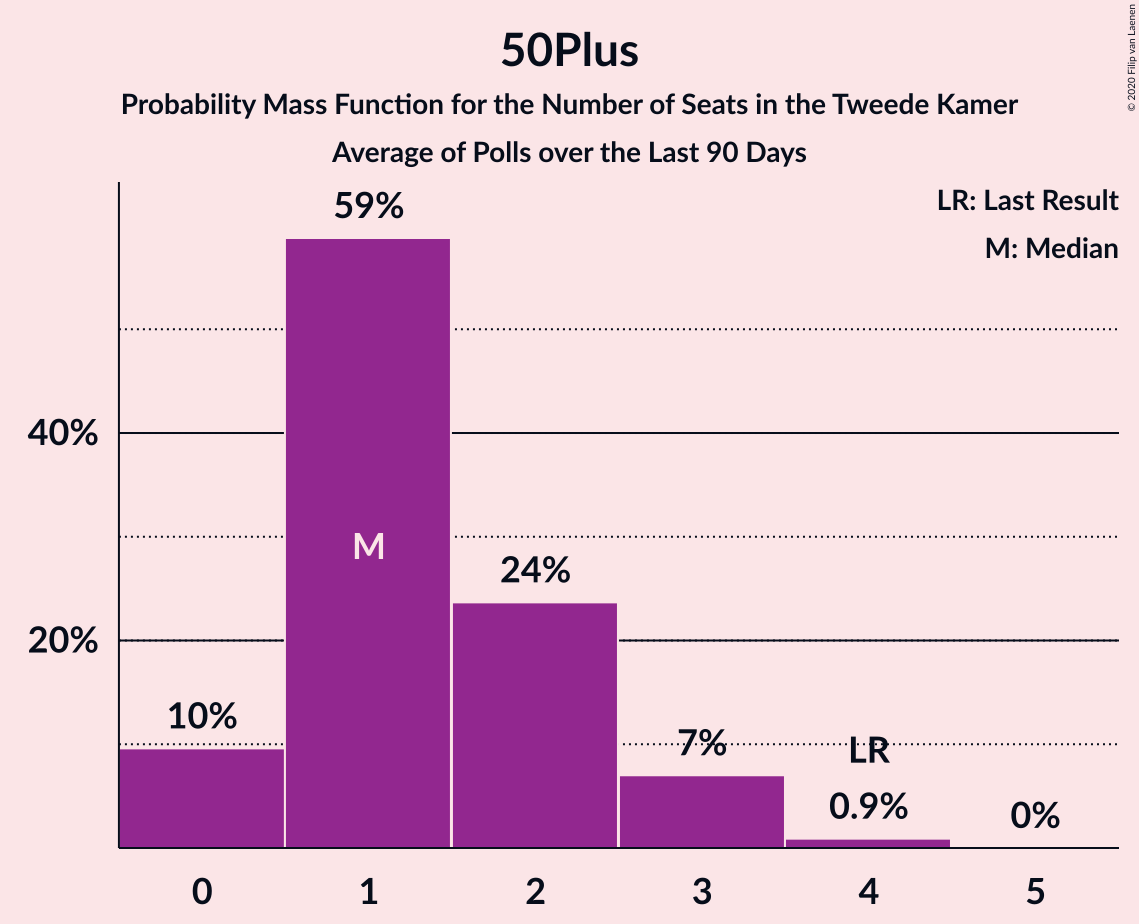 50Plus
Probability Mass Function for the Number of Seats in the Tweede Kamer
Average of Polls over the Last 90 Days
© 2020 Filip van Laenen
LR: Last Result
M: Median
59%
40%
M
24%
20%
10%
7%
LR
0.9%
0%
0 1 2 3 4 5